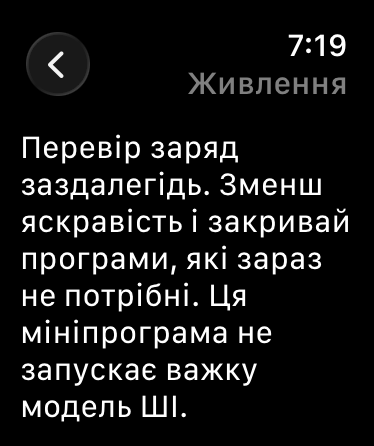 7:19
Живлення
Перевір заряд
заздалегідь. Зменш
яскравість і закривай
програми, які зараз
не потрібні. Ця
мініпрограма не
запускає важку
модель ШІ.